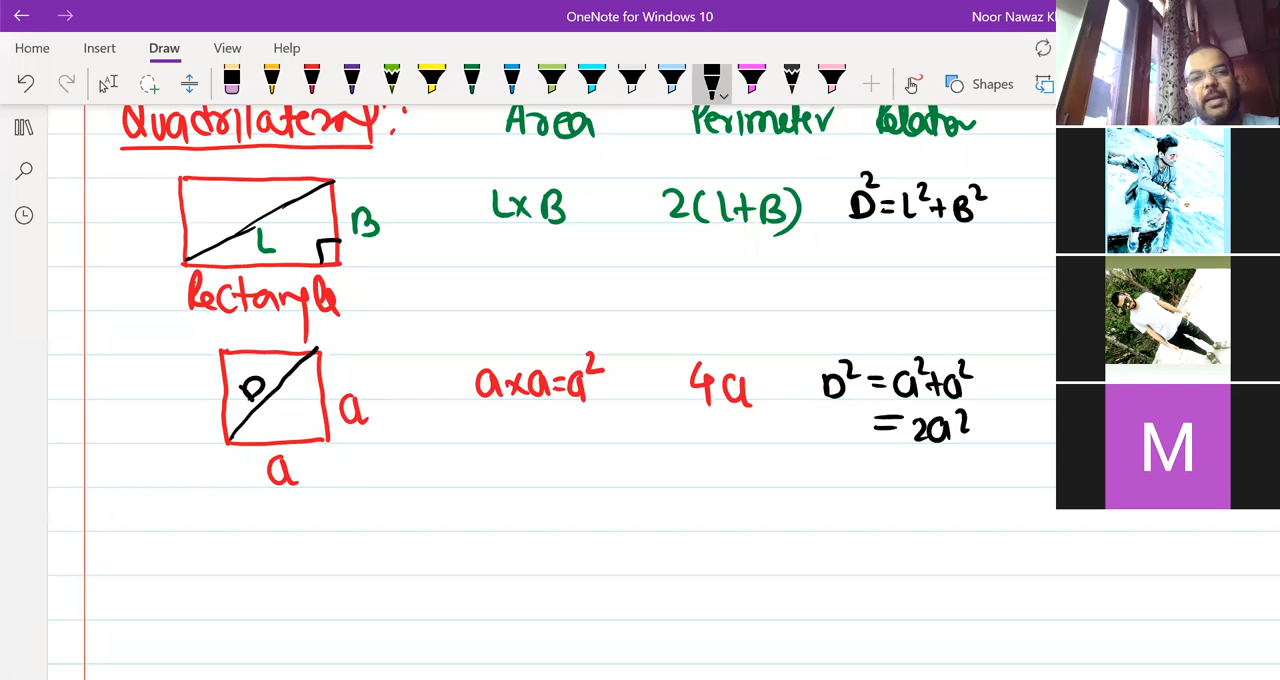 OneNote for Windows 10
Noor Nawaz Kh
Home Insert Draw View Help
Shapes
Quadrilateral:
Area Perimeter Relation
L B
L x B 2(L+B) D² = L² + B²
Rectangle
D a
a x a = a² 4a D² = a² + a²
= 2a²
a
M